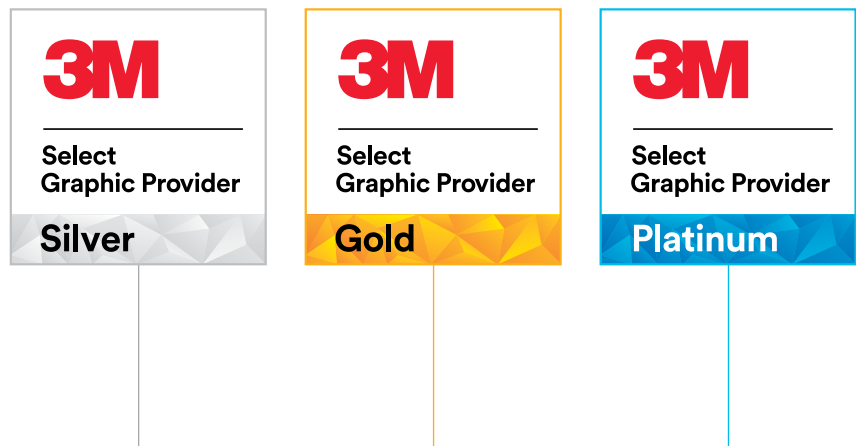 3M
Select
Graphic Provider
Silver
3M
Select
Graphic Provider
Gold
3M
Select
Graphic Provider
Platinum